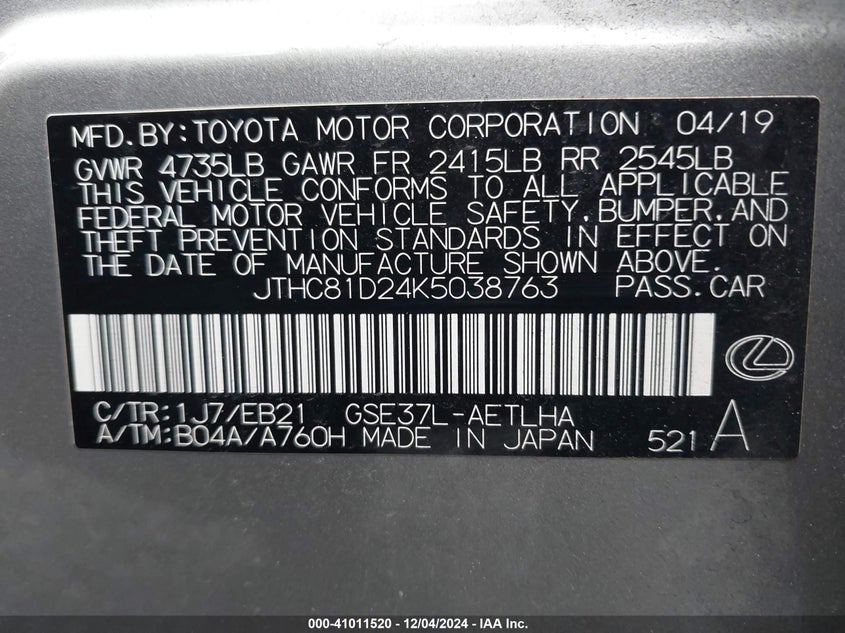 MFD.BY:TOYOTA MOTOR CORPORATION 04/19
GVWR 4735LB GAWR FR 2415LB RR 2545LB
THIS VEHICLE CONFORMS TO ALL APPLICABLE
FEDERAL MOTOR VEHICLE SAFETY,BUMPER,AND
THEFT PREVENTION STANDARDS IN EFFECT ON
THE DATE OF MANUFACTURE SHOWN ABOVE.
JTHC81D24K5038763 PASS.CAR
C/TR:1J7/EB21 GSE37L-AETLHA
A/TM:B04A/A760H MADE IN JAPAN 521 A
000-41011520 - 12/04/2024 - IAA Inc.